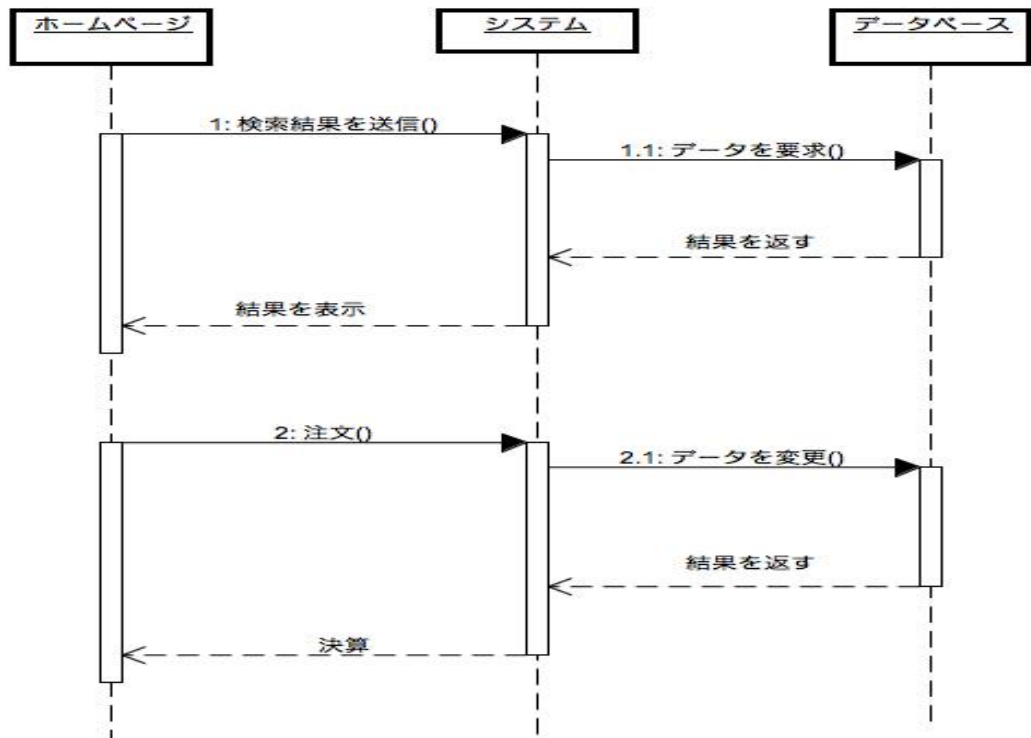 ホームページ
システム
データベース
1: 検索結果を送信()
1.1: データを要求()
結果を返す
結果を表示
2: 注文()
2.1: データを変更()
結果を返す
決算